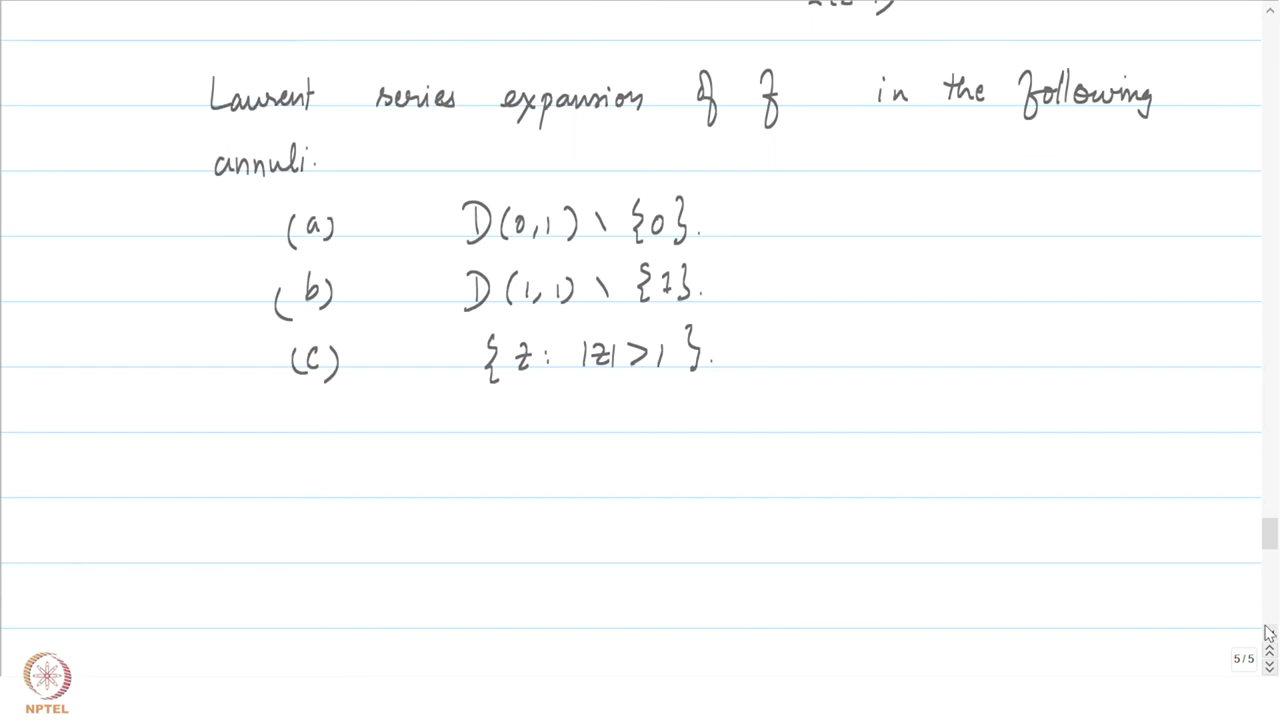 Laurent series expansion of f in the following
annuli.
(a) D(0,1) \ {0}.
(b) D(1,1) \ {1}.
(c) {z : |z| > 1}.
5/5
NPTEL